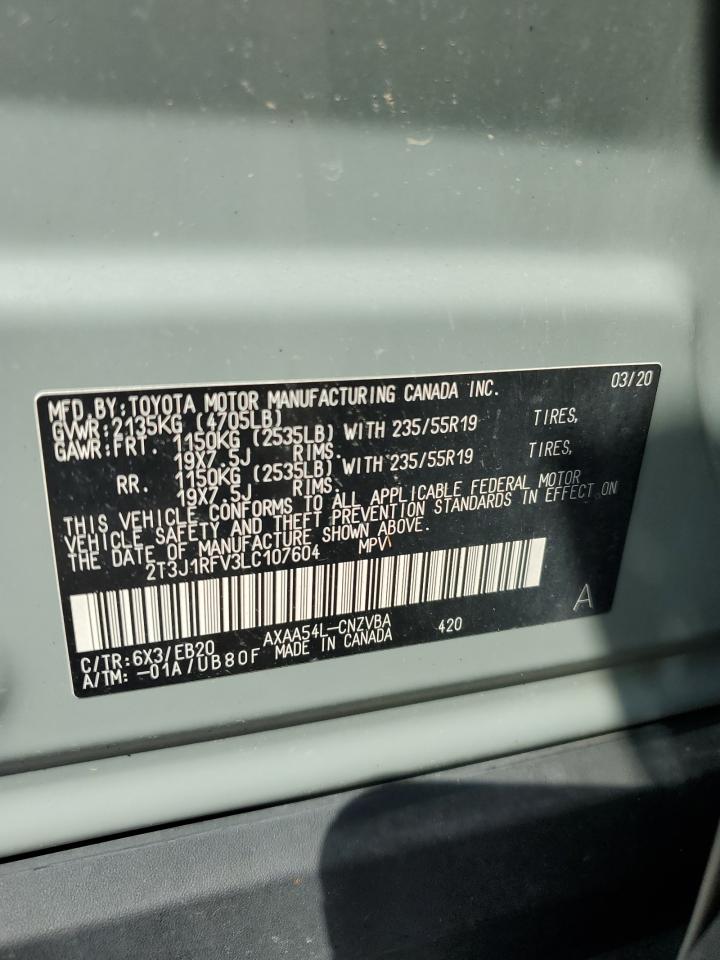 MFD.BY:TOYOTA MOTOR MANUFACTURING CANADA INC. 03/20
GVWR:2135KG (4705LB)
GAWR:FRT. 1150KG (2535LB) WITH 235/55R19 TIRES,
19X7.5J RIMS.
RR. 1150KG (2535LB) WITH 235/55R19 TIRES,
19X7.5J RIMS.
THIS VEHICLE CONFORMS TO ALL APPLICABLE FEDERAL MOTOR
VEHICLE SAFETY AND THEFT PREVENTION STANDARDS IN EFFECT ON
THE DATE OF MANUFACTURE SHOWN ABOVE.
2T3J1RFV3LC107604 MPV
A
C/TR:6X3/EB20 AXAA54L-CNZVBA 420
A/TM: -01A/UB80F MADE IN CANADA